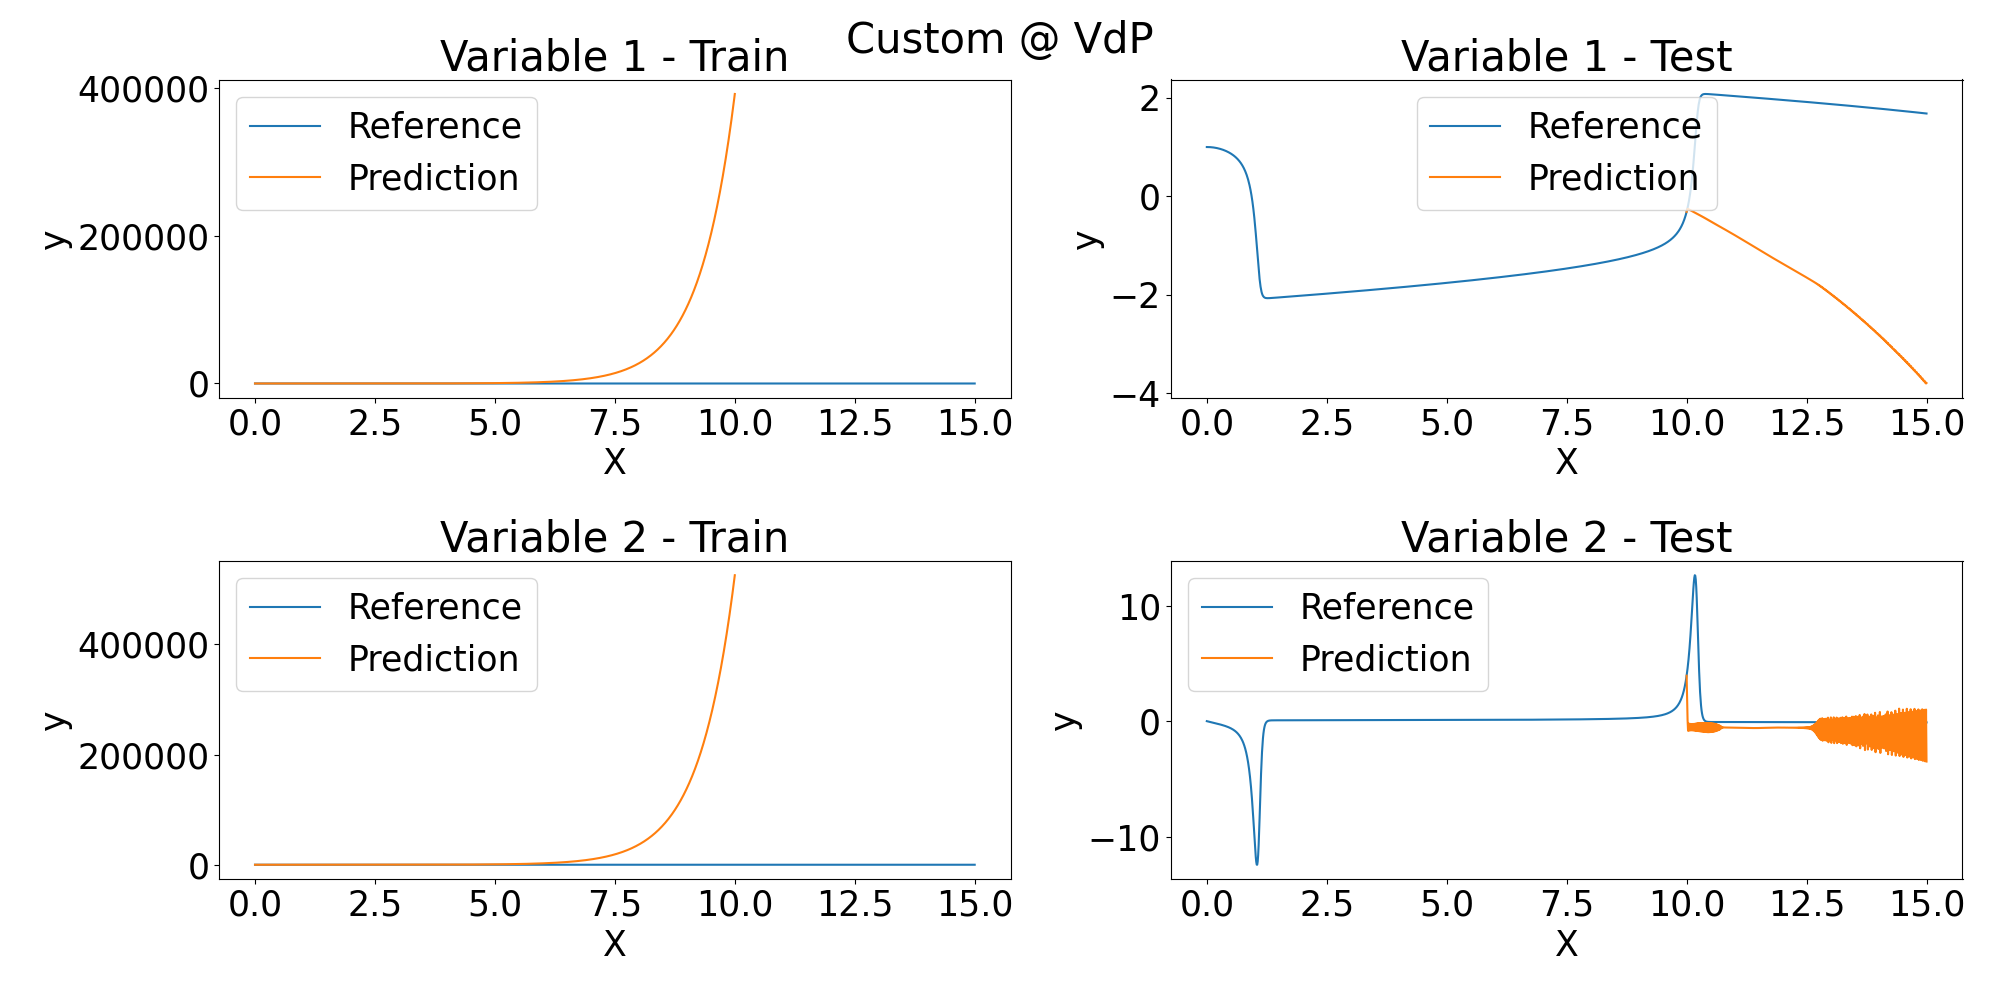 Custom @ VdP
Variable 1 - Train
400000
200000
0
y
Reference
Prediction
0.0 2.5 5.0 7.5 10.0 12.5 15.0
X
Variable 1 - Test
2
0
−2
−4
y
Reference
Prediction
0.0 2.5 5.0 7.5 10.0 12.5 15.0
X
Variable 2 - Train
400000
200000
0
y
Reference
Prediction
0.0 2.5 5.0 7.5 10.0 12.5 15.0
X
Variable 2 - Test
10
0
−10
y
Reference
Prediction
0.0 2.5 5.0 7.5 10.0 12.5 15.0
X